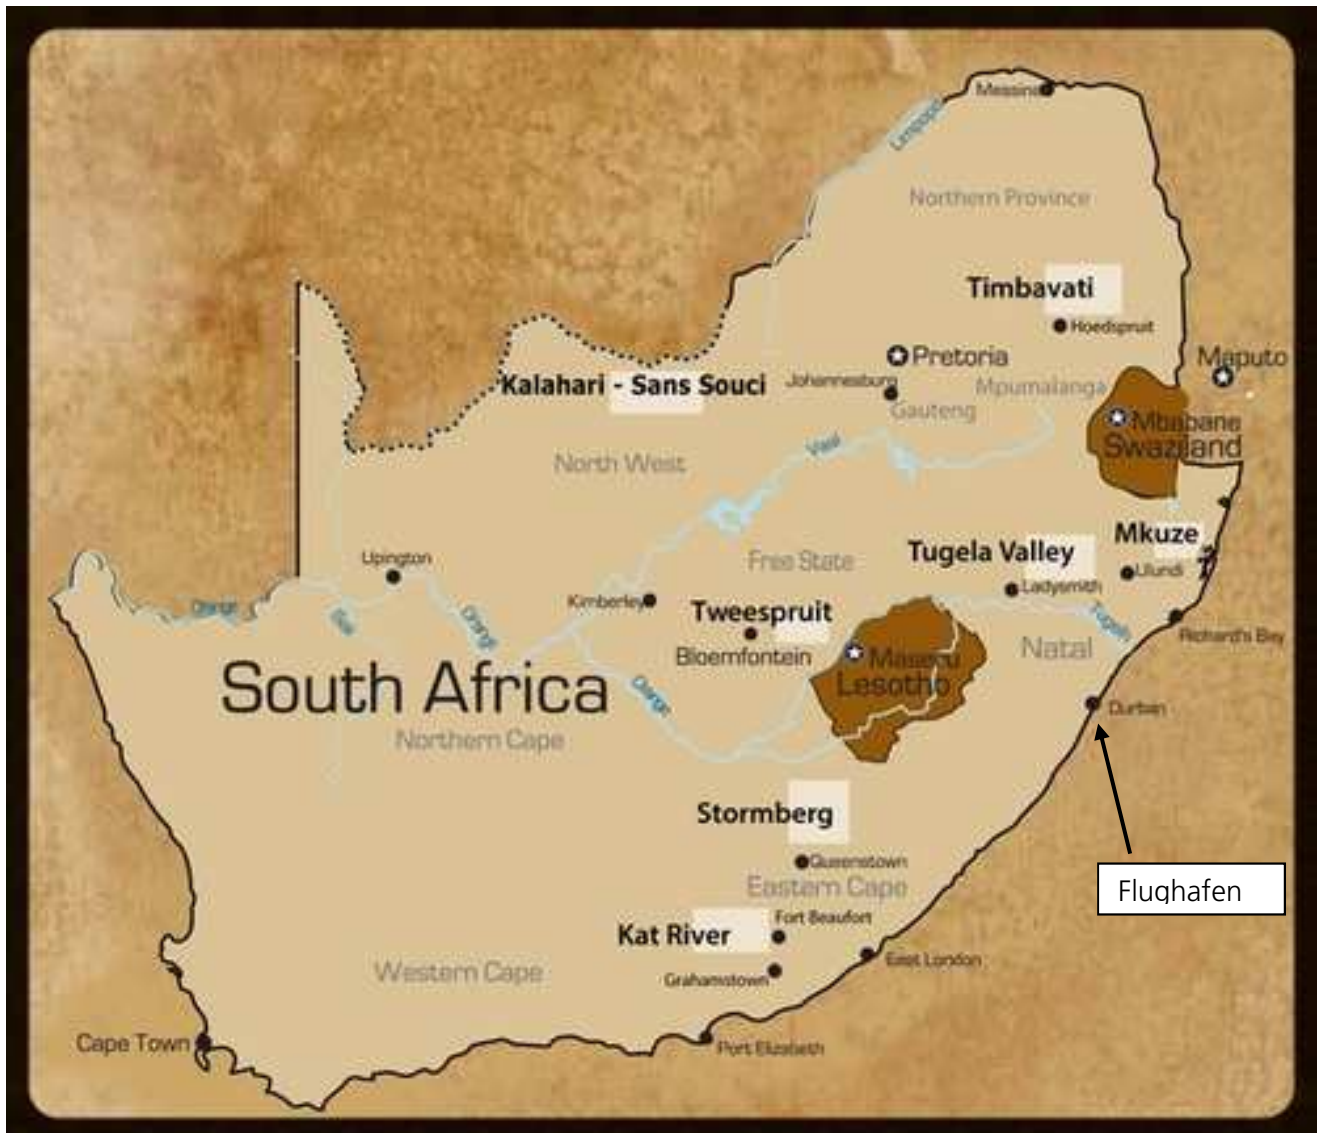 Messina
Limpopo
Northern Province
Timbavati
Hoedspruit
Pretoria
Maputo
Kalahari - Sans Souci
Johannesburg
Mpumalanga
Gauteng
Mbabane
Swaziland
Vaal
North West
Mkuze
Tugela Valley
Free State
Upington
Ulundi
Ladysmith
Kimberley
Tweespruit
Orange
Orange
Tugela
Richard's Bay
Bloemfontein
Natal
Maseru
Lesotho
South Africa
Orange
Durban
Northern Cape
Stormberg
Queenstown
Eastern Cape
Flughafen
Fort Beaufort
Kat River
East London
Western Cape
Grahamstown
Cape Town
Port Elizabeth